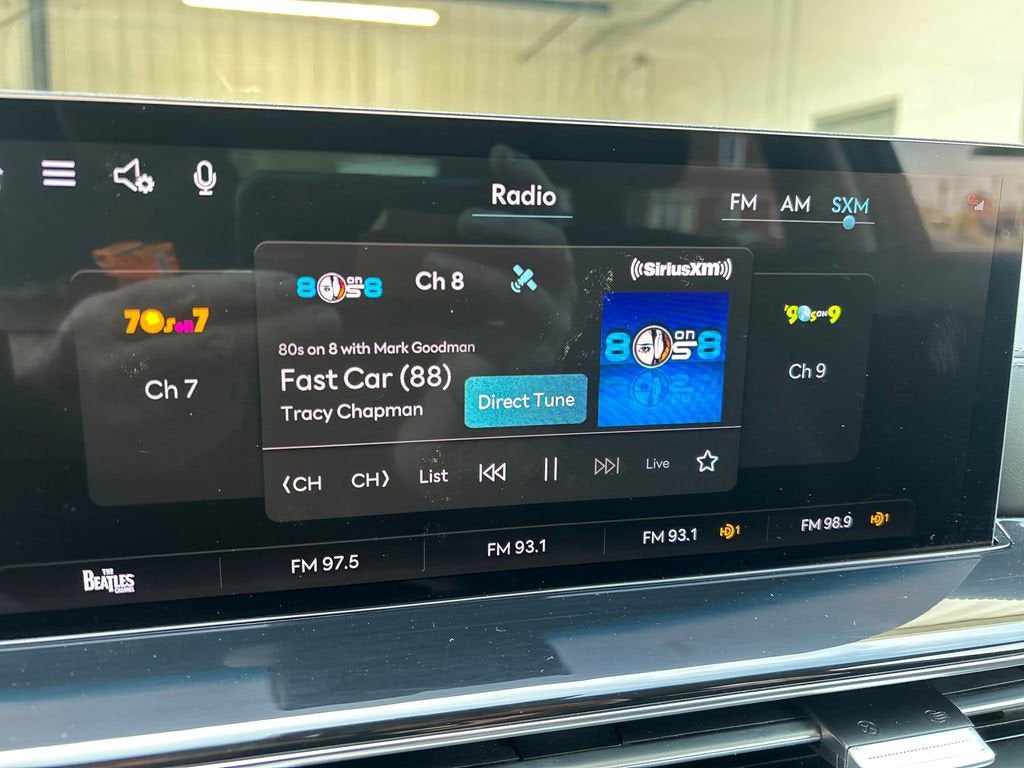 Radio
FM AM SXM
80s on 8
Ch 8
((SiriusXM))
70s on 7
Ch 7
80s on 8 with Mark Goodman
Fast Car (88)
Tracy Chapman
Direct Tune
80s on 8
'90s ON 9
Ch 9
⟨CH CH⟩ List Live
THE BEATLES CHANNEL
FM 97.5
FM 93.1
FM 93.1 HD1
FM 98.9 HD1